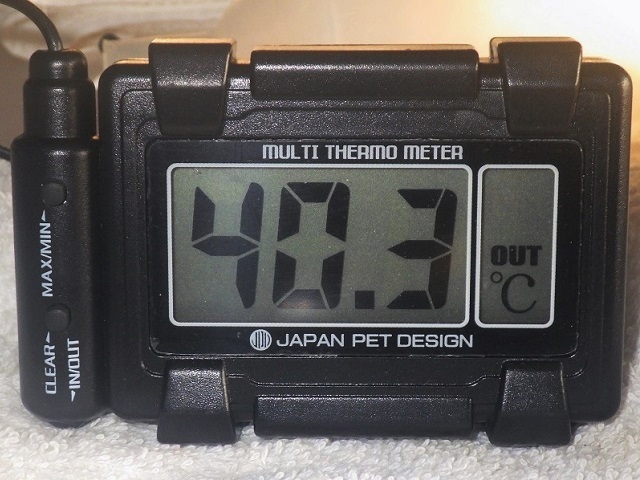 MULTI THERMO METER
40.3
OUT
°C
JAPAN PET DESIGN
MAX/MIN
CLEAR
IN/OUT